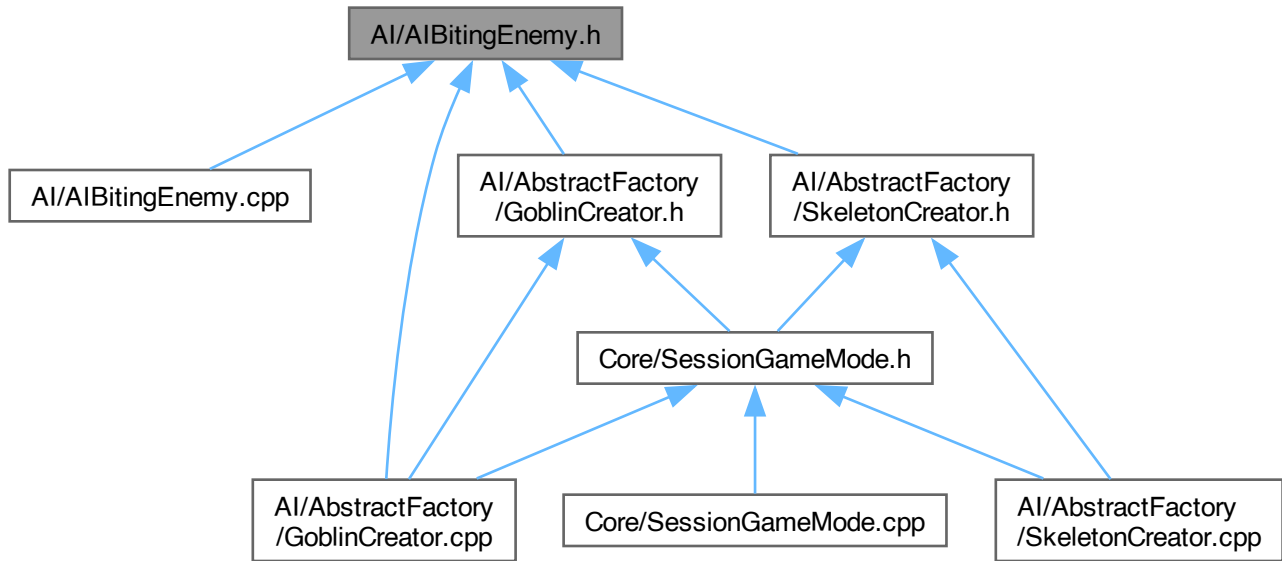 AI/AIBitingEnemy.h
AI/AIBitingEnemy.cpp
AI/AbstractFactory
/GoblinCreator.h
AI/AbstractFactory
/SkeletonCreator.h
Core/SessionGameMode.h
AI/AbstractFactory
/GoblinCreator.cpp
Core/SessionGameMode.cpp
AI/AbstractFactory
/SkeletonCreator.cpp